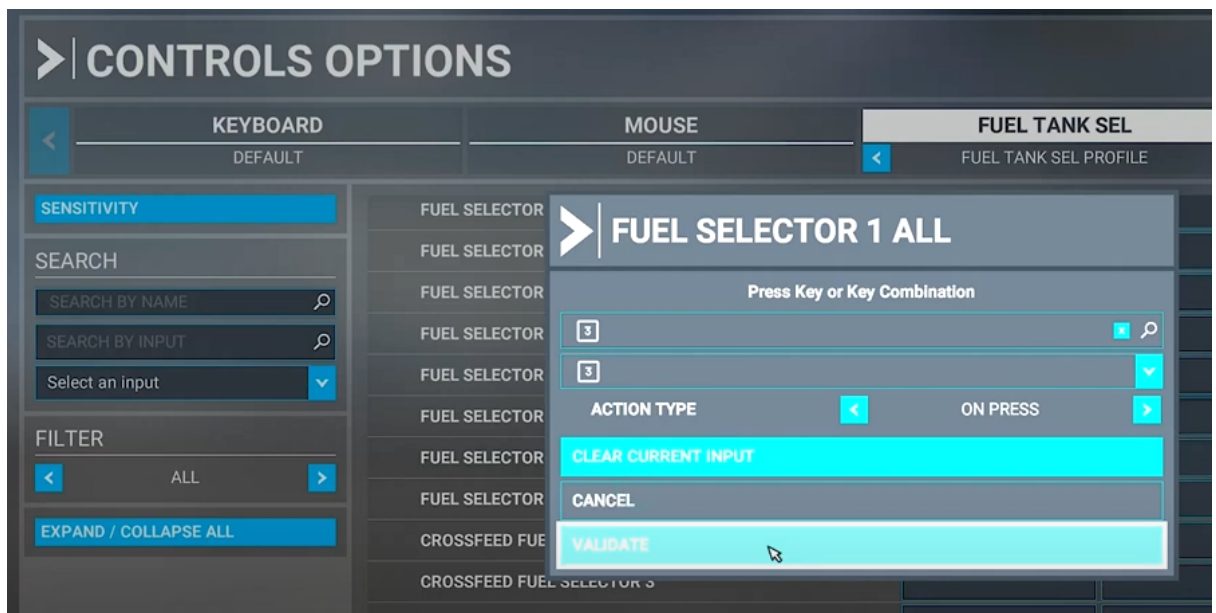 CONTROLS OPTIONS
KEYBOARD
DEFAULT
MOUSE
DEFAULT
FUEL TANK SEL
FUEL TANK SEL PROFILE
SENSITIVITY
SEARCH
SEARCH BY NAME
SEARCH BY INPUT
Select an input
FILTER
ALL
EXPAND / COLLAPSE ALL
FUEL SELECTOR
FUEL SELECTOR
FUEL SELECTOR
FUEL SELECTOR
FUEL SELECTOR
FUEL SELECTOR
FUEL SELECTOR
FUEL SELECTOR
CROSSFEED FUE
CROSSFEED FUEL SELECTOR 3
FUEL SELECTOR 1 ALL
Press Key or Key Combination
3
3
ACTION TYPE
ON PRESS
CLEAR CURRENT INPUT
CANCEL
VALIDATE